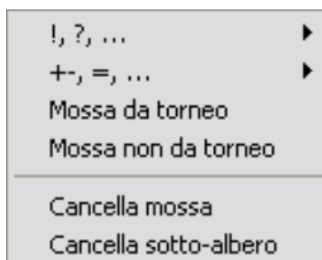 !, ?, ...
+-, =, ...
Mossa da torneo
Mossa non da torneo
Cancella mossa
Cancella sotto-albero